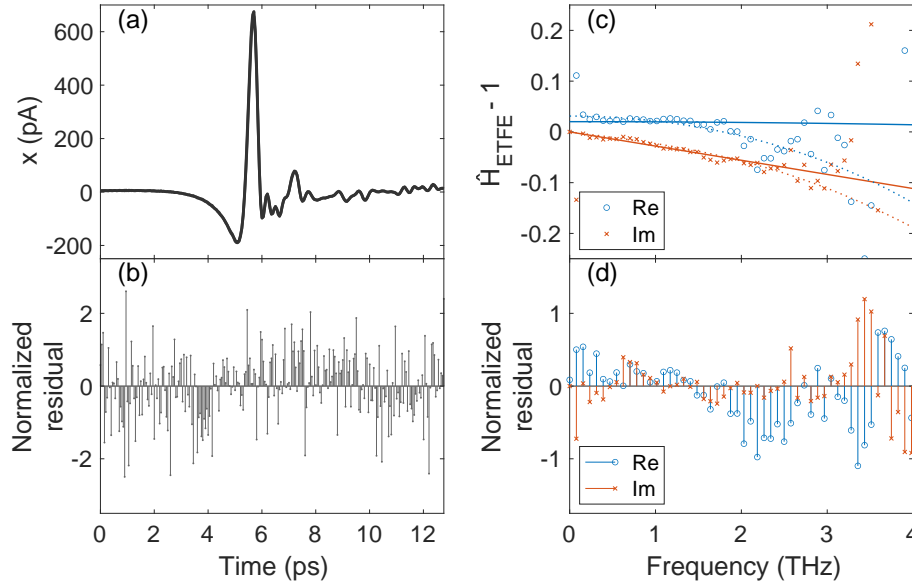 (a)
600
400
200
0
-200
x (pA)
(b)
2
0
-2
Normalized
residual
0
2
4
6
8
10
12
Time (ps)
(c)
0.2
0.1
0
-0.1
-0.2
Ĥ_ETFE - 1
Re
Im
(d)
1
0
-1
Normalized
residual
Re
Im
0
1
2
3
4
Frequency (THz)